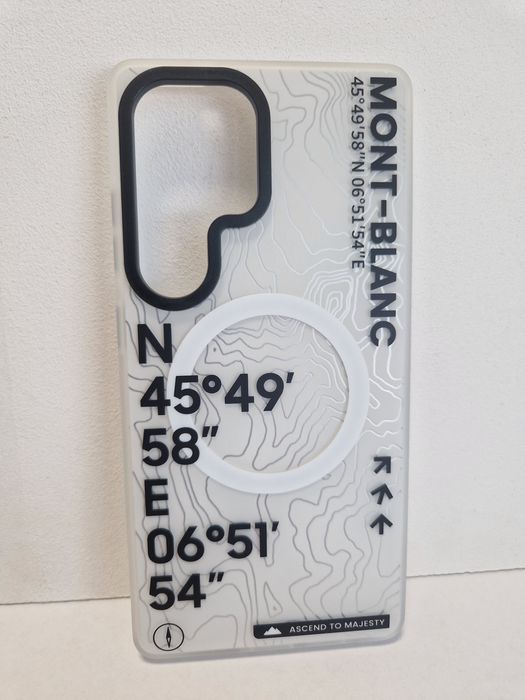 MONT-BLANC
45°49'58"N 06°51'54"E
N
45°49'
58"
E
06°51'
54"
ASCEND TO MAJESTY